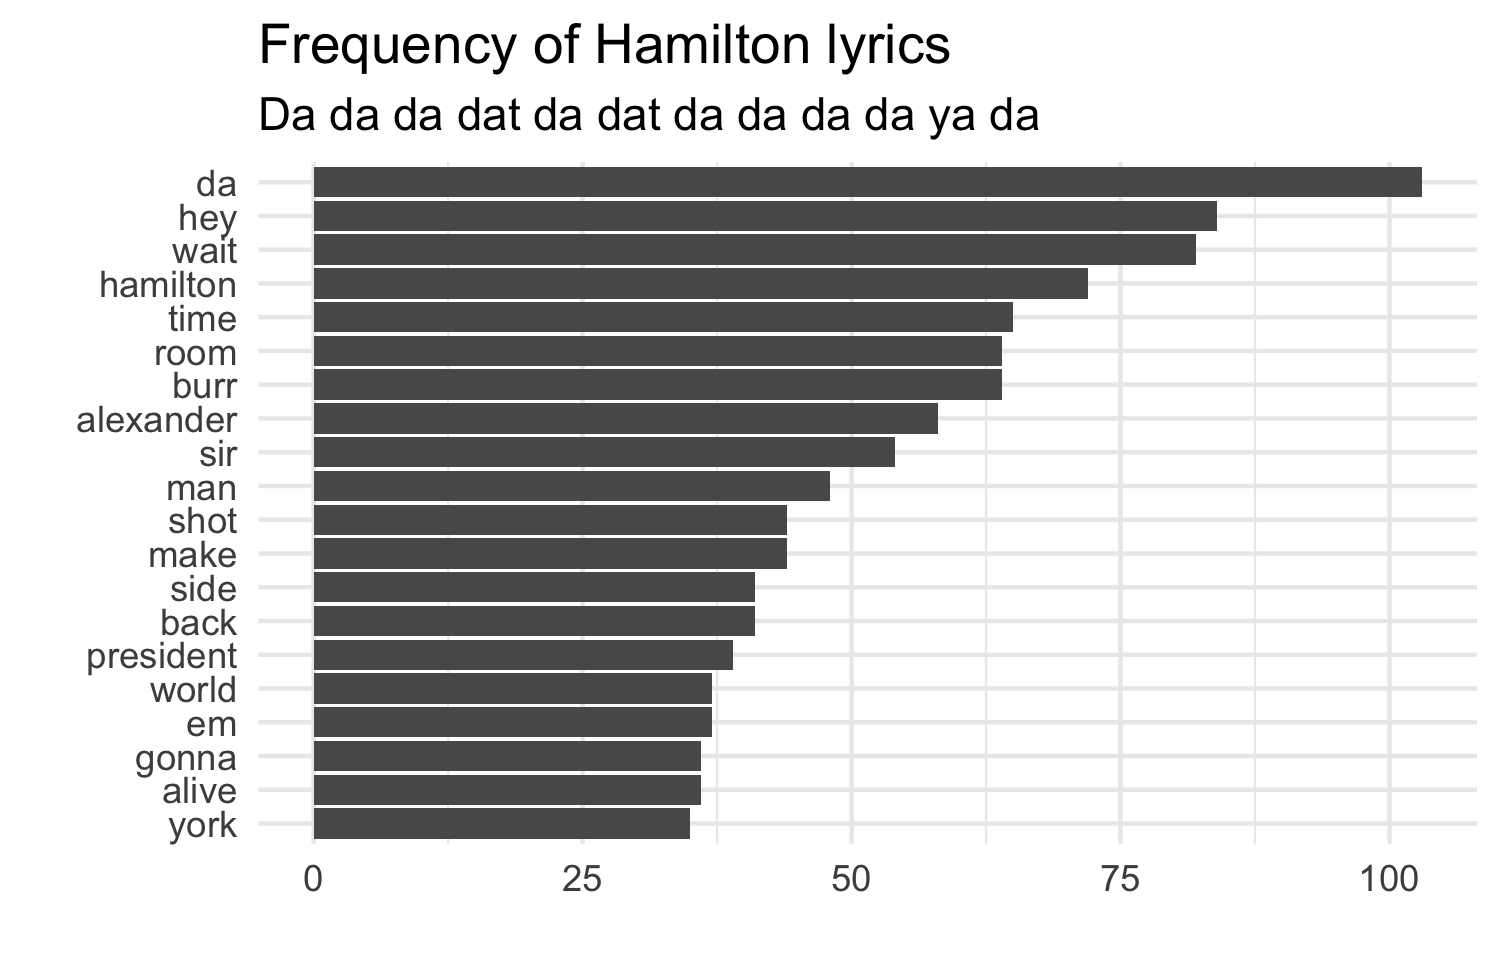 Frequency of Hamilton lyrics
Da da da dat da dat da da da da ya da
da
hey
wait
hamilton
time
room
burr
alexander
sir
man
shot
make
side
back
president
world
em
gonna
alive
york
0 25 50 75 100